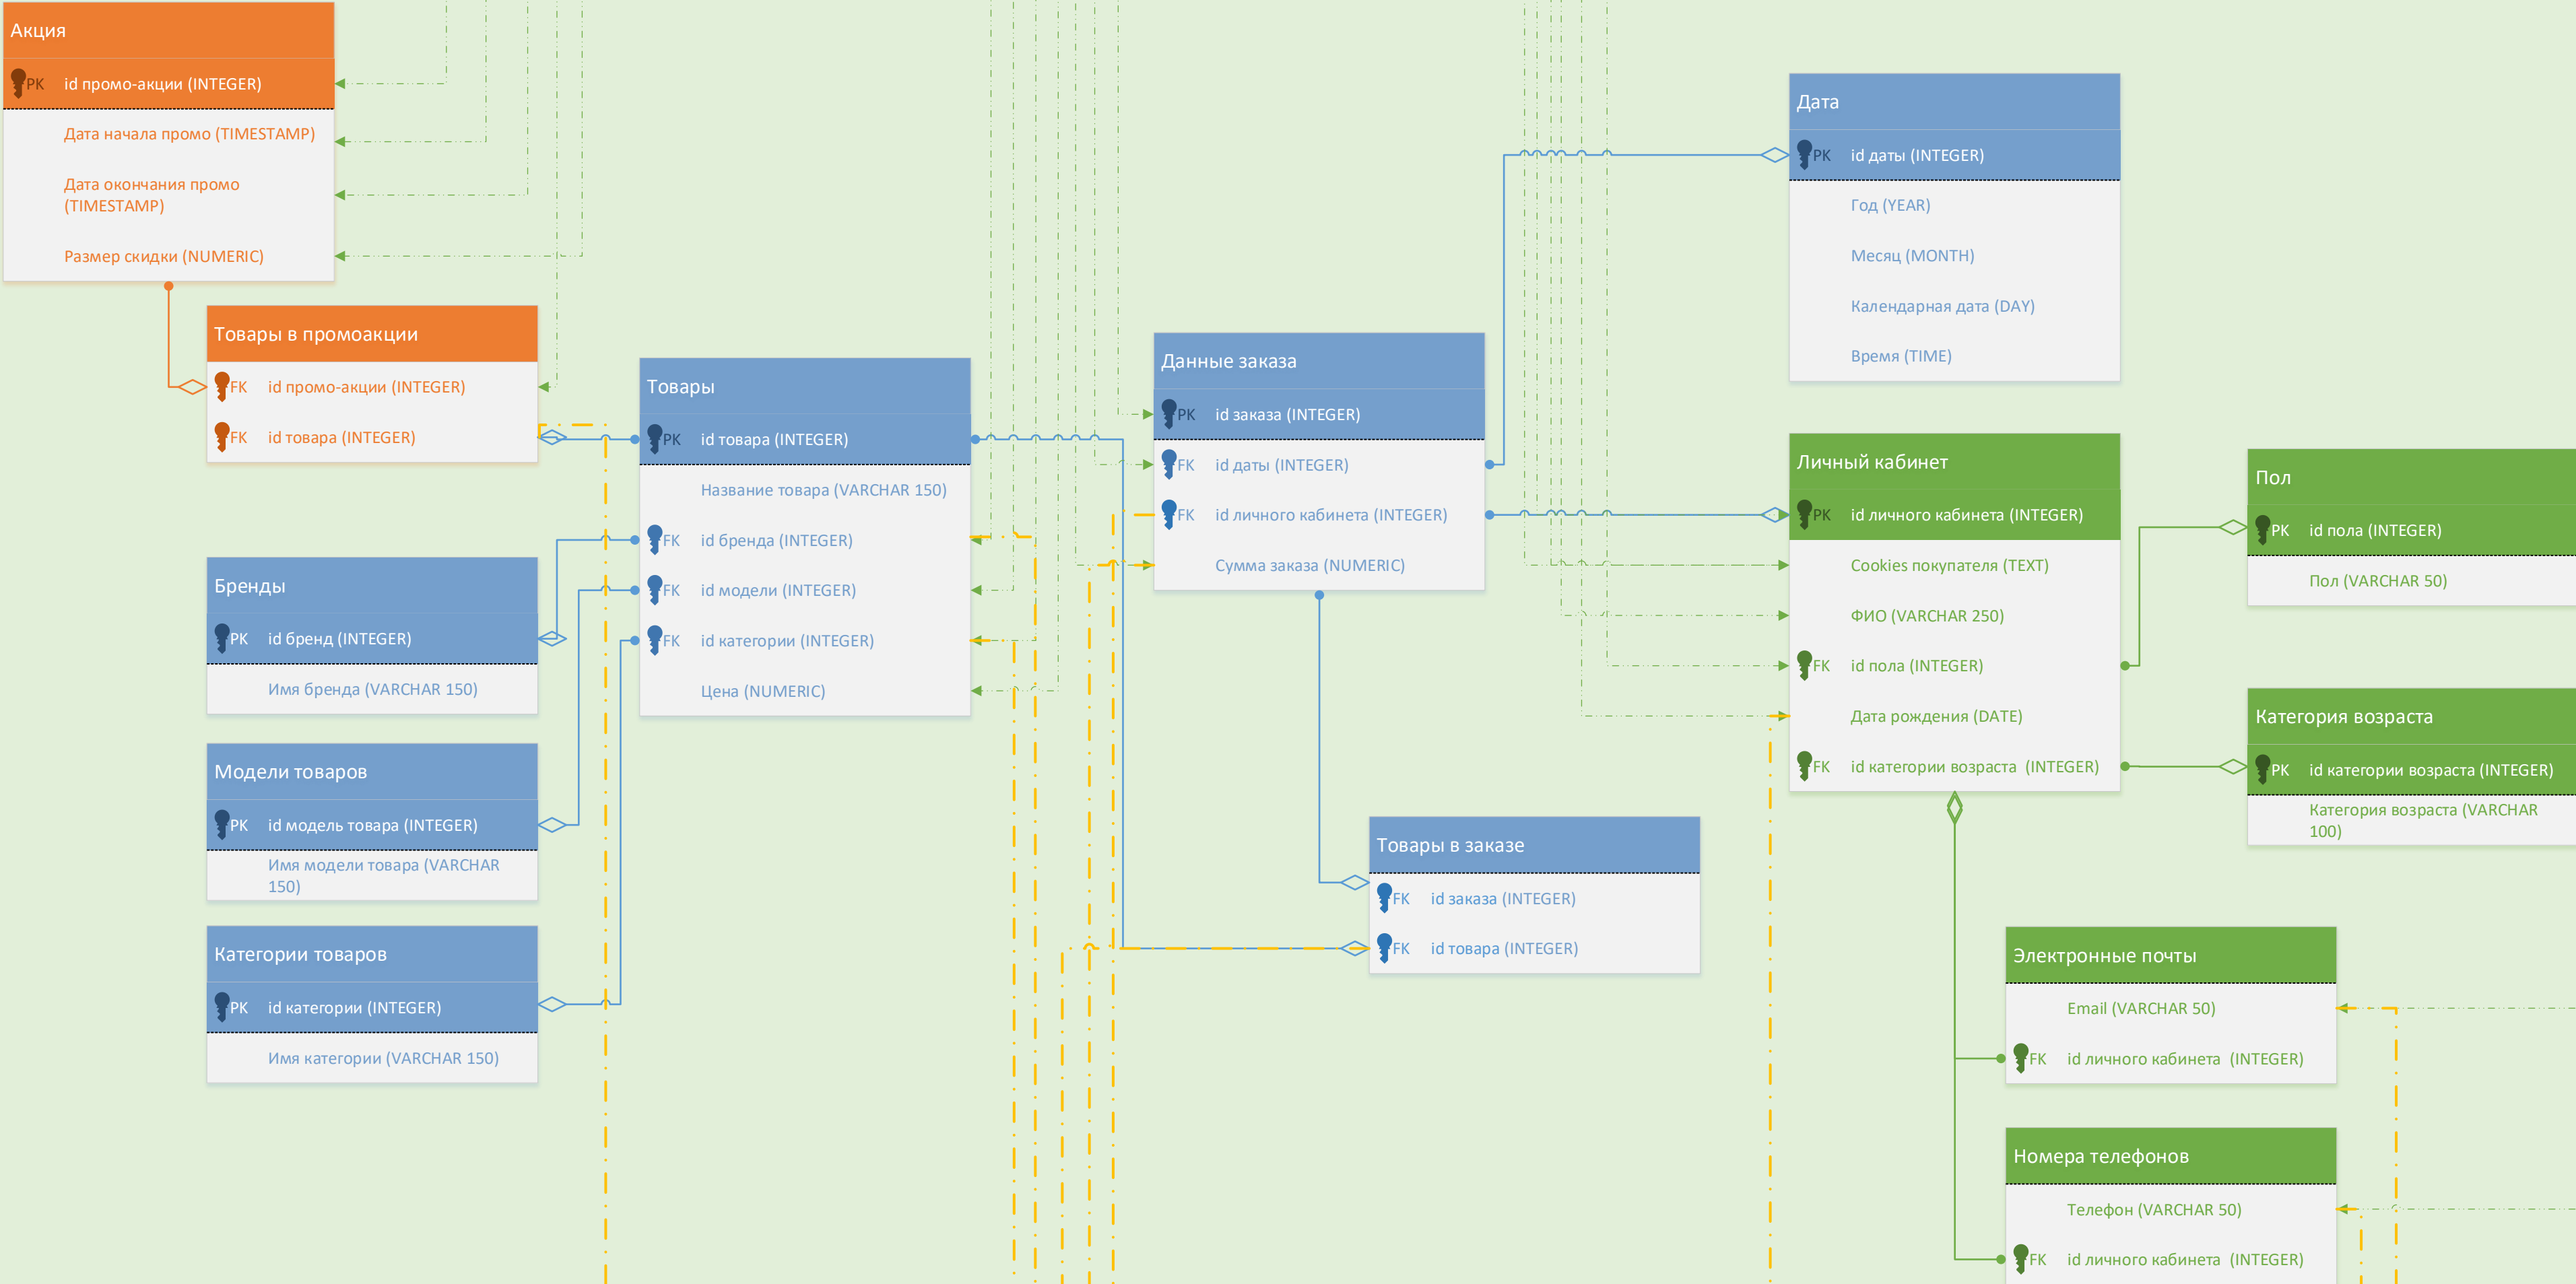 Акция
PK id промо-акции (INTEGER)
Дата начала промо (TIMESTAMP)
Дата окончания промо
(TIMESTAMP)
Размер скидки (NUMERIC)
Товары в промоакции
FK id промо-акции (INTEGER)
FK id товара (INTEGER)
Бренды
PK id бренд (INTEGER)
Имя бренда (VARCHAR 150)
Модели товаров
PK id модель товара (INTEGER)
Имя модели товара (VARCHAR
150)
Категории товаров
PK id категории (INTEGER)
Имя категории (VARCHAR 150)
Товары
PK id товара (INTEGER)
Название товара (VARCHAR 150)
FK id бренда (INTEGER)
FK id модели (INTEGER)
FK id категории (INTEGER)
Цена (NUMERIC)
Данные заказа
PK id заказа (INTEGER)
FK id даты (INTEGER)
FK id личного кабинета (INTEGER)
Сумма заказа (NUMERIC)
Товары в заказе
FK id заказа (INTEGER)
FK id товара (INTEGER)
Дата
PK id даты (INTEGER)
Год (YEAR)
Месяц (MONTH)
Календарная дата (DAY)
Время (TIME)
Личный кабинет
PK id личного кабинета (INTEGER)
Cookies покупателя (TEXT)
ФИО (VARCHAR 250)
FK id пола (INTEGER)
Дата рождения (DATE)
FK id категории возраста (INTEGER)
Пол
PK id пола (INTEGER)
Пол (VARCHAR 50)
Категория возраста
PK id категории возраста (INTEGER)
Категория возраста (VARCHAR
100)
Электронные почты
Email (VARCHAR 50)
FK id личного кабинета (INTEGER)
Номера телефонов
Телефон (VARCHAR 50)
FK id личного кабинета (INTEGER)